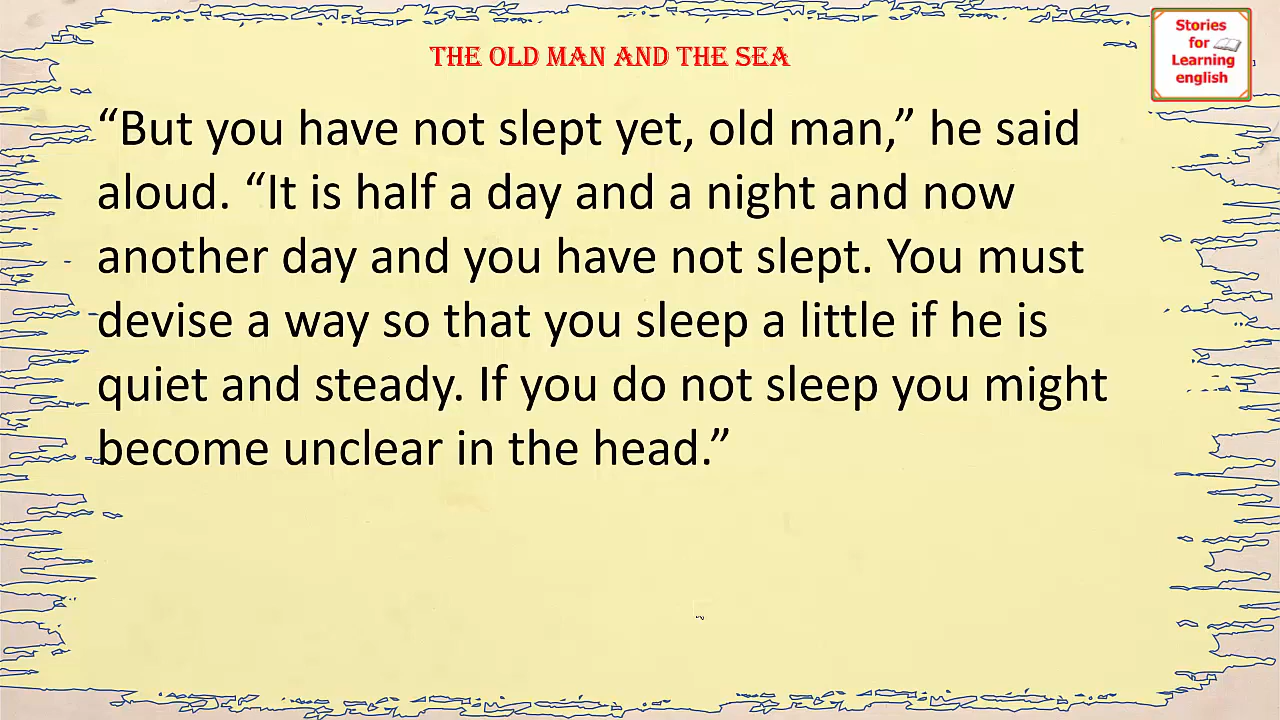 THE OLD MAN AND THE SEA
Stories
for
Learning
english
“But you have not slept yet, old man,” he said
aloud. “It is half a day and a night and now
another day and you have not slept. You must
devise a way so that you sleep a little if he is
quiet and steady. If you do not sleep you might
become unclear in the head.”